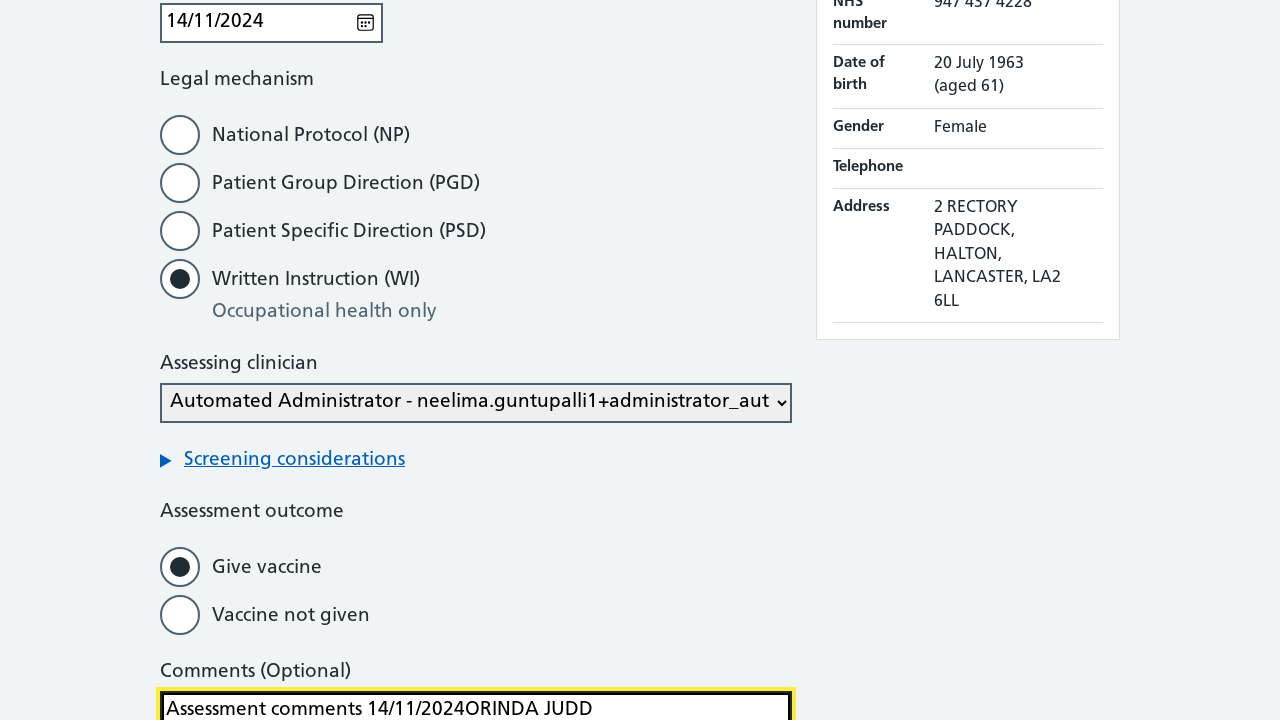 14/11/2024
Legal mechanism
National Protocol (NP)
Patient Group Direction (PGD)
Patient Specific Direction (PSD)
Written Instruction (WI)
Occupational health only
Assessing clinician
Automated Administrator - neelima.guntupalli1+administrator_aut
Screening considerations
Assessment outcome
Give vaccine
Vaccine not given
Comments (Optional)
Assessment comments 14/11/2024ORINDA JUDD
NHS number 947 437 4228
Date of birth 20 July 1963 (aged 61)
Gender Female
Telephone
Address 2 RECTORY
PADDOCK,
HALTON,
LANCASTER, LA2
6LL